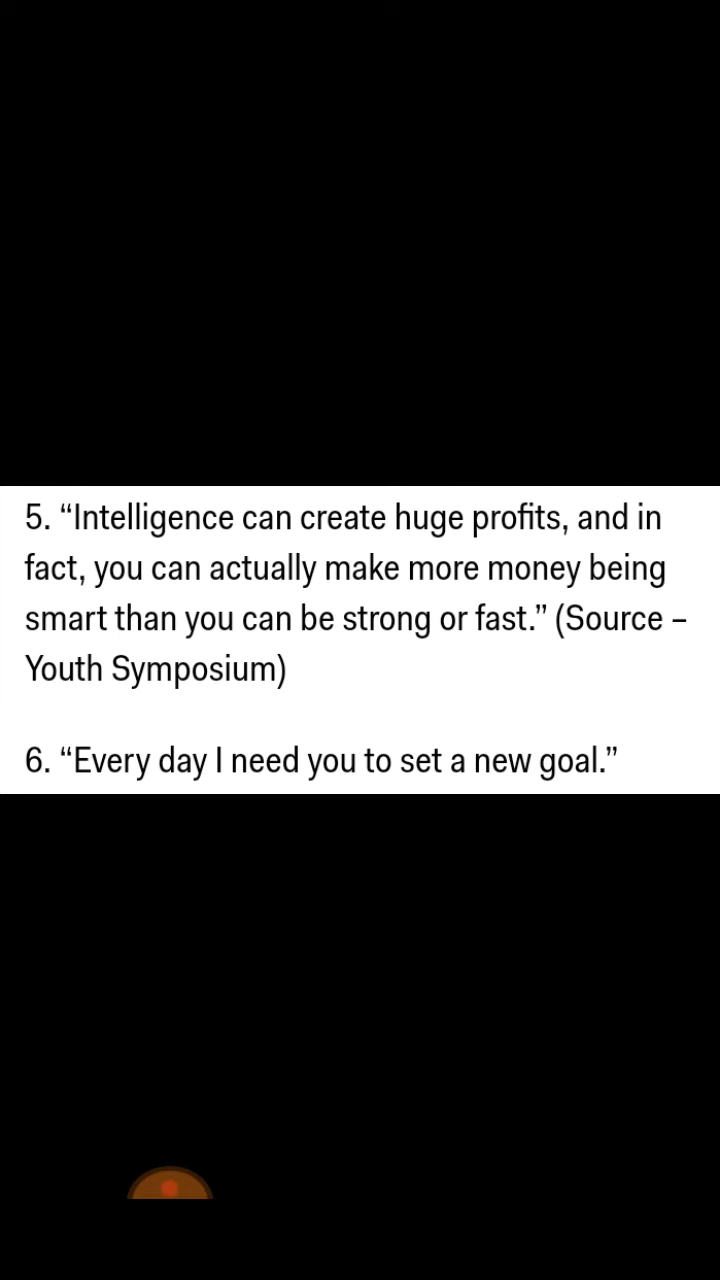 5. “Intelligence can create huge profits, and in
fact, you can actually make more money being
smart than you can be strong or fast.” (Source –
Youth Symposium)
6. “Every day I need you to set a new goal.”